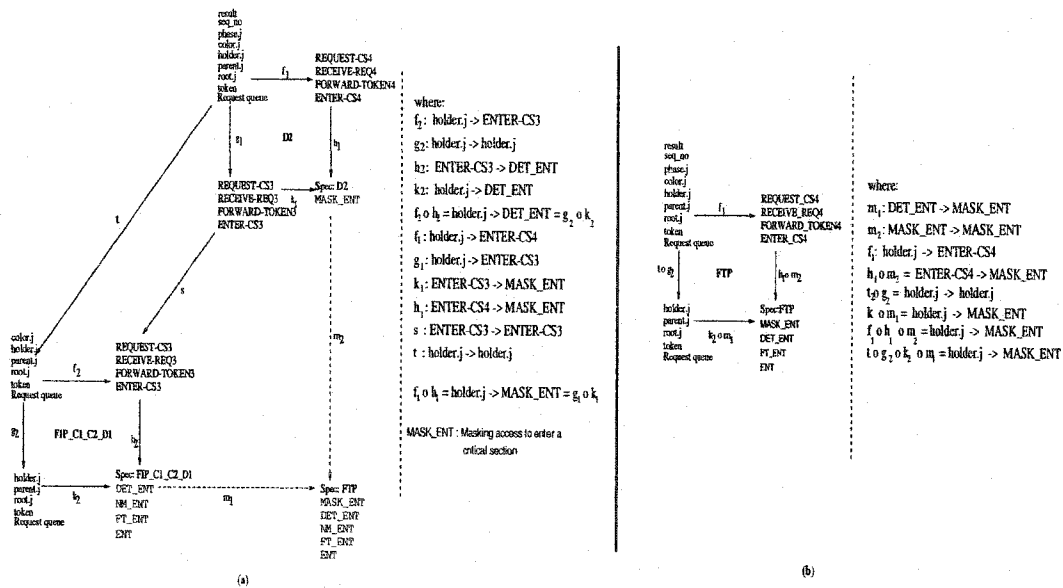 result
seq_no
phase.j
color.j
holder.j
parent.j
root.j
token
Request queue
f1
REQUEST-CS4
RECEIVE-REQ4
FORWARD-TOKEN4
ENTER-CS4
g1
D2
h1
REQUEST-CS3
RECEIVE-REQ3
FORWARD-TOKEN3
ENTER-CS3
Spec: D2
MASK_ENT
t
s
m2
color.j
holder.j
parent.j
root.j
token
Request queue
f2
REQUEST-CS3
RECEIVE-REQ3
FORWARD-TOKEN3
ENTER-CS3
g2
FIP_C1_C2_D1
h2
holder.j
parent.j
root.j
token
Request queue
k2
Spec: FIP_C1_C2_D1
DET_ENT
NM_ENT
FT_ENT
ENT
m1
Spec: FTP
MASK_ENT
DET_ENT
NM_ENT
FT_ENT
ENT
(a)
where:
f2: holder.j -> ENTER-CS3
g2: holder.j -> holder.j
h2: ENTER-CS3 -> DET_ENT
k2: holder.j -> DET_ENT
f2 o h2 = holder.j -> DET_ENT = g2 o k2
f1 : holder.j -> ENTER-CS4
g1 : holder.j -> ENTER-CS3
k1 : ENTER-CS3 -> MASK_ENT
h1 : ENTER-CS4 -> MASK_ENT
s : ENTER-CS3 -> ENTER-CS3
t : holder.j -> holder.j
f1 o h1 = holder.j -> MASK_ENT = g1 o k1
MASK_ENT : Masking access to enter a
critical section
result
seq_no
phase.j
color.j
holder.j
parent.j
root.j
token
Request queue
f1
REQUEST_CS4
RECEIVE_REQ4
FORWARD_TOKEN4
ENTER_CS4
t o g2
FTP
h1 o m2
holder.j
parent.j
root.j
token
Request queue
k2 o m1
Spec:FTP
MASK_ENT
DET_ENT
FT_ENT
ENT
(b)
where:
m1 : DET_ENT -> MASK_ENT
m2 : MASK_ENT -> MASK_ENT
f1 : holder.j -> ENTER-CS4
h1 o m2 = ENTER-CS4 -> MASK_ENT
t o g2 = holder.j -> holder.j
k o m1 = holder.j -> MASK_ENT
f1 o h1 o m2 = holder.j -> MASK_ENT
t o g2 o k2 o m1 = holder.j -> MASK_ENT